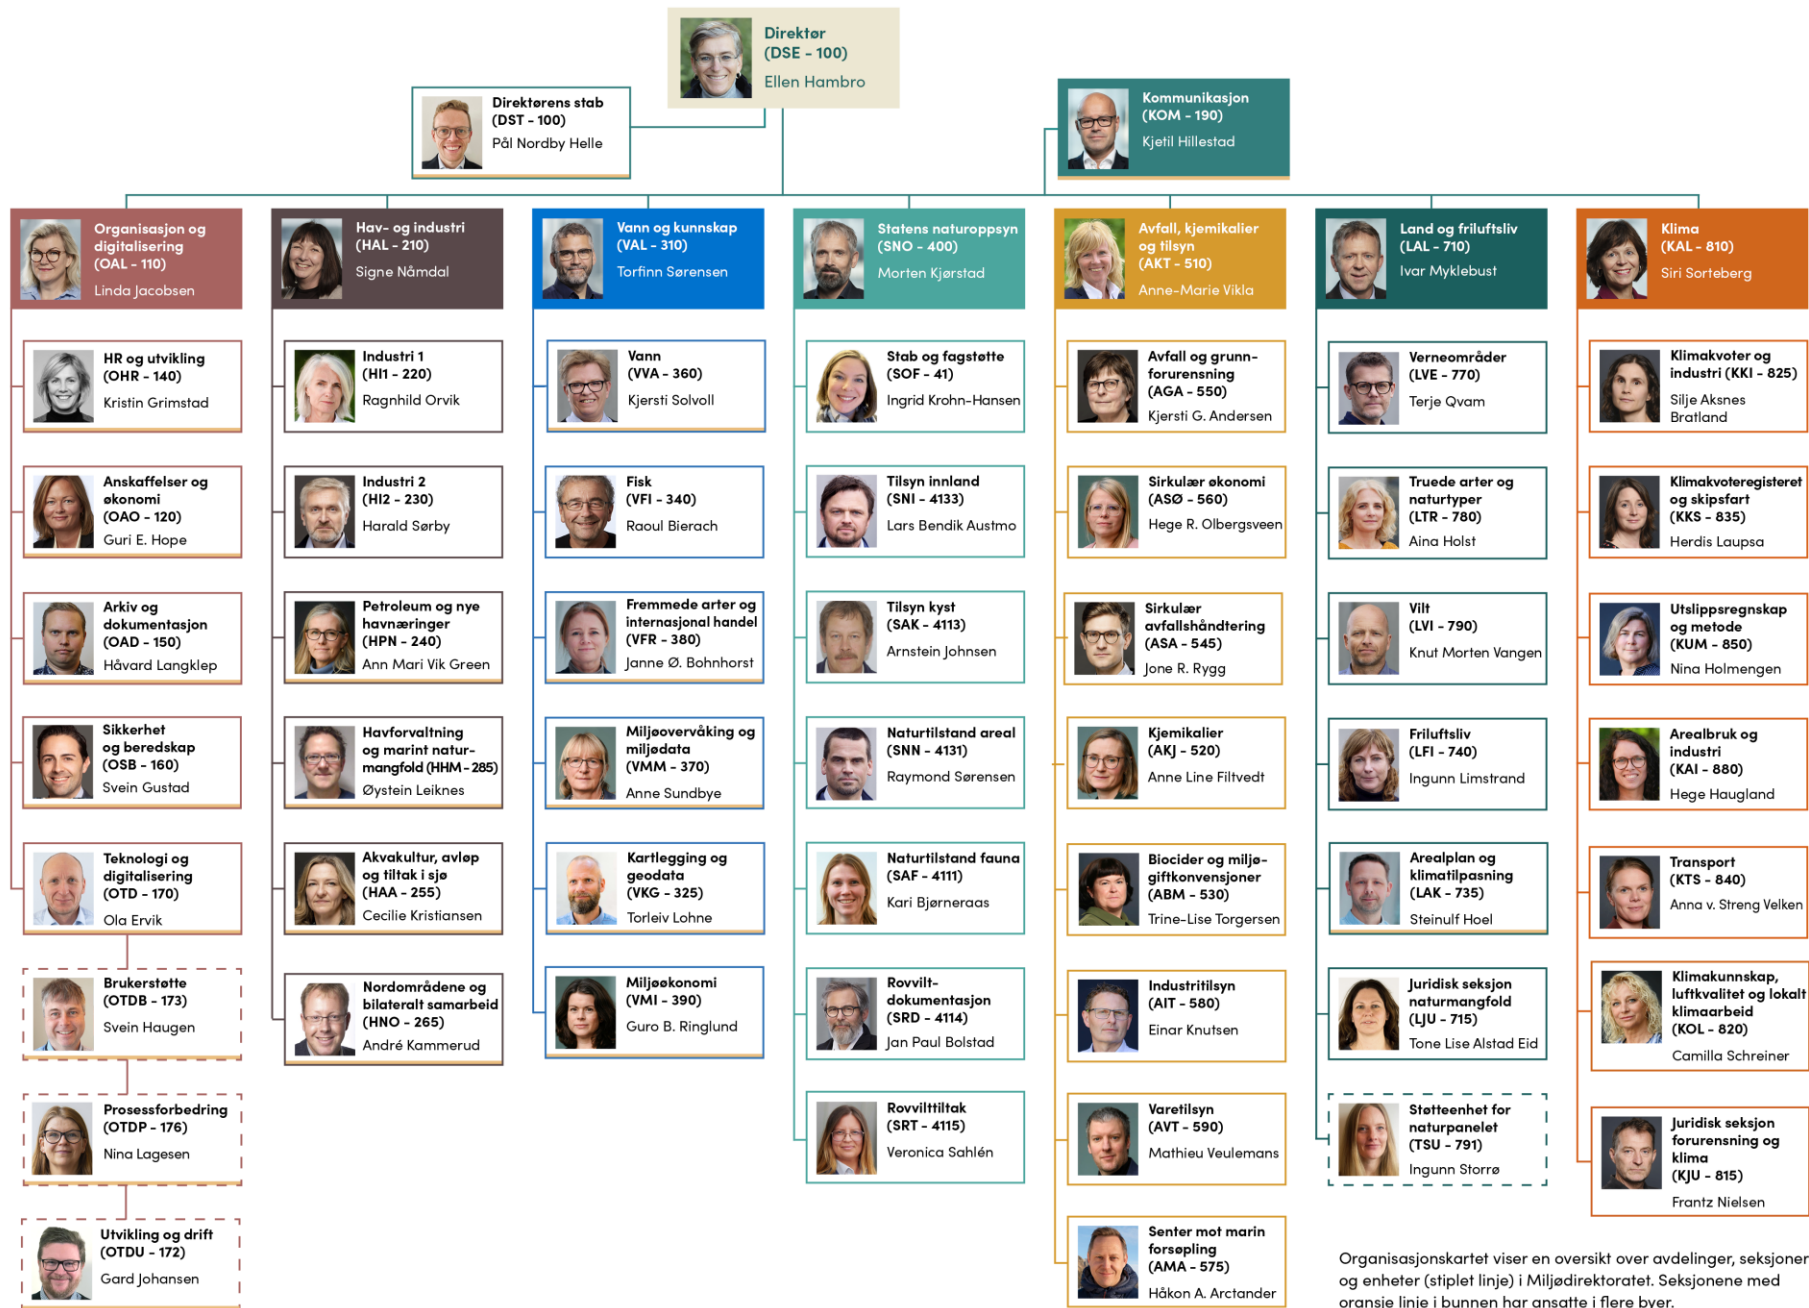 Direktør
(DSE - 100)
Ellen Hambro
Direktørens stab
(DST - 100)
Pål Nordby Helle
Kommunikasjon
(KOM - 190)
Kjetil Hillestad
Organisasjon og
digitalisering
(OAL - 110)
Linda Jacobsen
HR og utvikling
(OHR - 140)
Kristin Grimstad
Anskaffelser og
økonomi
(OAO - 120)
Guri E. Hope
Arkiv og
dokumentasjon
(OAD - 150)
Håvard Langklep
Sikkerhet
og beredskap
(OSB - 160)
Svein Gustad
Teknologi og
digitalisering
(OTD - 170)
Ola Ervik
Brukerstøtte
(OTDB - 173)
Svein Haugen
Prosessforbedring
(OTDP - 176)
Nina Lagesen
Utvikling og drift
(OTDU - 172)
Gard Johansen
Hav- og industri
(HAL - 210)
Signe Nåmdal
Industri 1
(HI1 - 220)
Ragnhild Orvik
Industri 2
(HI2 - 230)
Harald Sørby
Petroleum og nye
havnæringer
(HPN - 240)
Ann Mari Vik Green
Havforvaltning
og marint natur-
mangfold (HHM - 285)
Øystein Leiknes
Akvakultur, avløp
og tiltak i sjø
(HAA - 255)
Cecilie Kristiansen
Nordområdene og
bilateralt samarbeid
(HNO - 265)
André Kammerud
Vann og kunnskap
(VAL - 310)
Torfinn Sørensen
Vann
(VVA - 360)
Kjersti Solvoll
Fisk
(VFI - 340)
Raoul Bierach
Fremmede arter og
internasjonal handel
(VFR - 380)
Janne Ø. Bohnhorst
Miljøovervåking og
miljødata
(VMM - 370)
Anne Sundbye
Kartlegging og
geodata
(VKG - 325)
Torleiv Lohne
Miljøøkonomi
(VMI - 390)
Guro B. Ringlund
Statens naturoppsyn
(SNO - 400)
Morten Kjørstad
Stab og fagstøtte
(SOF - 41)
Ingrid Krohn-Hansen
Tilsyn innland
(SNI - 4133)
Lars Bendik Austmo
Tilsyn kyst
(SAK - 4113)
Arnstein Johnsen
Naturtilstand areal
(SNN - 4131)
Raymond Sørensen
Naturtilstand fauna
(SAF - 4111)
Kari Bjørneraas
Rovvilt-
dokumentasjon
(SRD - 4114)
Jan Paul Bolstad
Rovvilttiltak
(SRT - 4115)
Veronica Sahlén
Avfall, kjemikalier
og tilsyn
(AKT - 510)
Anne-Marie Vikla
Avfall og grunn-
forurensning
(AGA - 550)
Kjersti G. Andersen
Sirkulær økonomi
(ASØ - 560)
Hege R. Olbergsveen
Sirkulær
avfallshåndtering
(ASA - 545)
Jone R. Rygg
Kjemikalier
(AKJ - 520)
Anne Line Filtvedt
Biocider og miljø-
giftkonvensjoner
(ABM - 530)
Trine-Lise Torgersen
Industritilsyn
(AIT - 580)
Einar Knutsen
Varetilsyn
(AVT - 590)
Mathieu Veulemans
Senter mot marin
forsøpling
(AMA - 575)
Håkon A. Arctander
Land og friluftsliv
(LAL - 710)
Ivar Myklebust
Verneområder
(LVE - 770)
Terje Qvam
Truede arter og
naturtyper
(LTR - 780)
Aina Holst
Vilt
(LVI - 790)
Knut Morten Vangen
Friluftsliv
(LFI - 740)
Ingunn Limstrand
Arealplan og
klimatilpasning
(LAK - 735)
Steinulf Hoel
Juridisk seksjon
naturmangfold
(LJU - 715)
Tone Lise Alstad Eid
Støtteenhet for
naturpanelet
(TSU - 791)
Ingunn Storrø
Klima
(KAL - 810)
Siri Sorteberg
Klimakvoter og
industri (KKI - 825)
Silje Aksnes
Bratland
Klimakvoteregisteret
og skipsfart
(KKS - 835)
Herdis Laupsa
Utslippsregnskap
og metode
(KUM - 850)
Nina Holmengen
Arealbruk og
industri
(KAI - 880)
Hege Haugland
Transport
(KTS - 840)
Anna v. Streng Velken
Klimakunnskap,
luftkvalitet og lokalt
klimaarbeid
(KOL - 820)
Camilla Schreiner
Juridisk seksjon
forurensning og
klima
(KJU - 815)
Frantz Nielsen
Organisasjonskartet viser en oversikt over avdelinger, seksjoner
og enheter (stiplet linje) i Miljødirektoratet. Seksjonene med
oransje linje i bunnen har ansatte i flere byer.